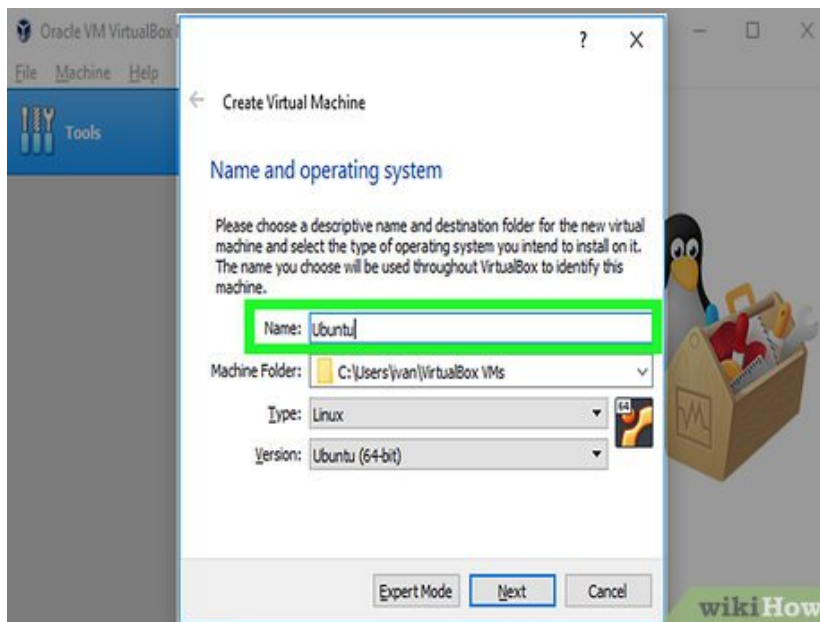 Oracle VM VirtualBox
File Machine Help
Tools
?
Create Virtual Machine
Name and operating system
Please choose a descriptive name and destination folder for the new virtual
machine and select the type of operating system you intend to install on it.
The name you choose will be used throughout VirtualBox to identify this
machine.
Name: Ubuntu
Machine Folder: C:\Users\ivan\VirtualBox VMs
Type: Linux
64
Version: Ubuntu (64-bit)
Expert Mode Next Cancel
wikiHow